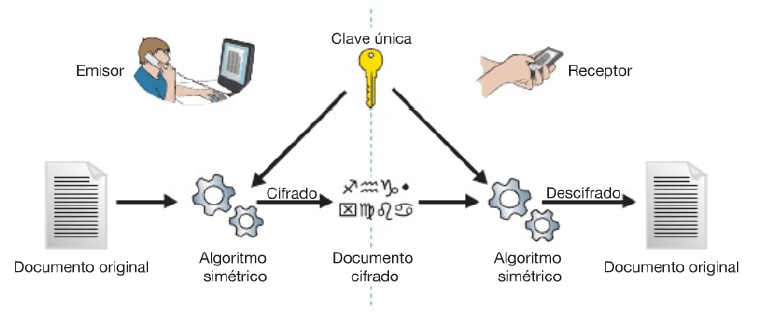 Clave única
Emisor
Receptor
Cifrado
Descifrado
Documento original
Algoritmo
simétrico
Documento
cifrado
Algoritmo
simétrico
Documento original